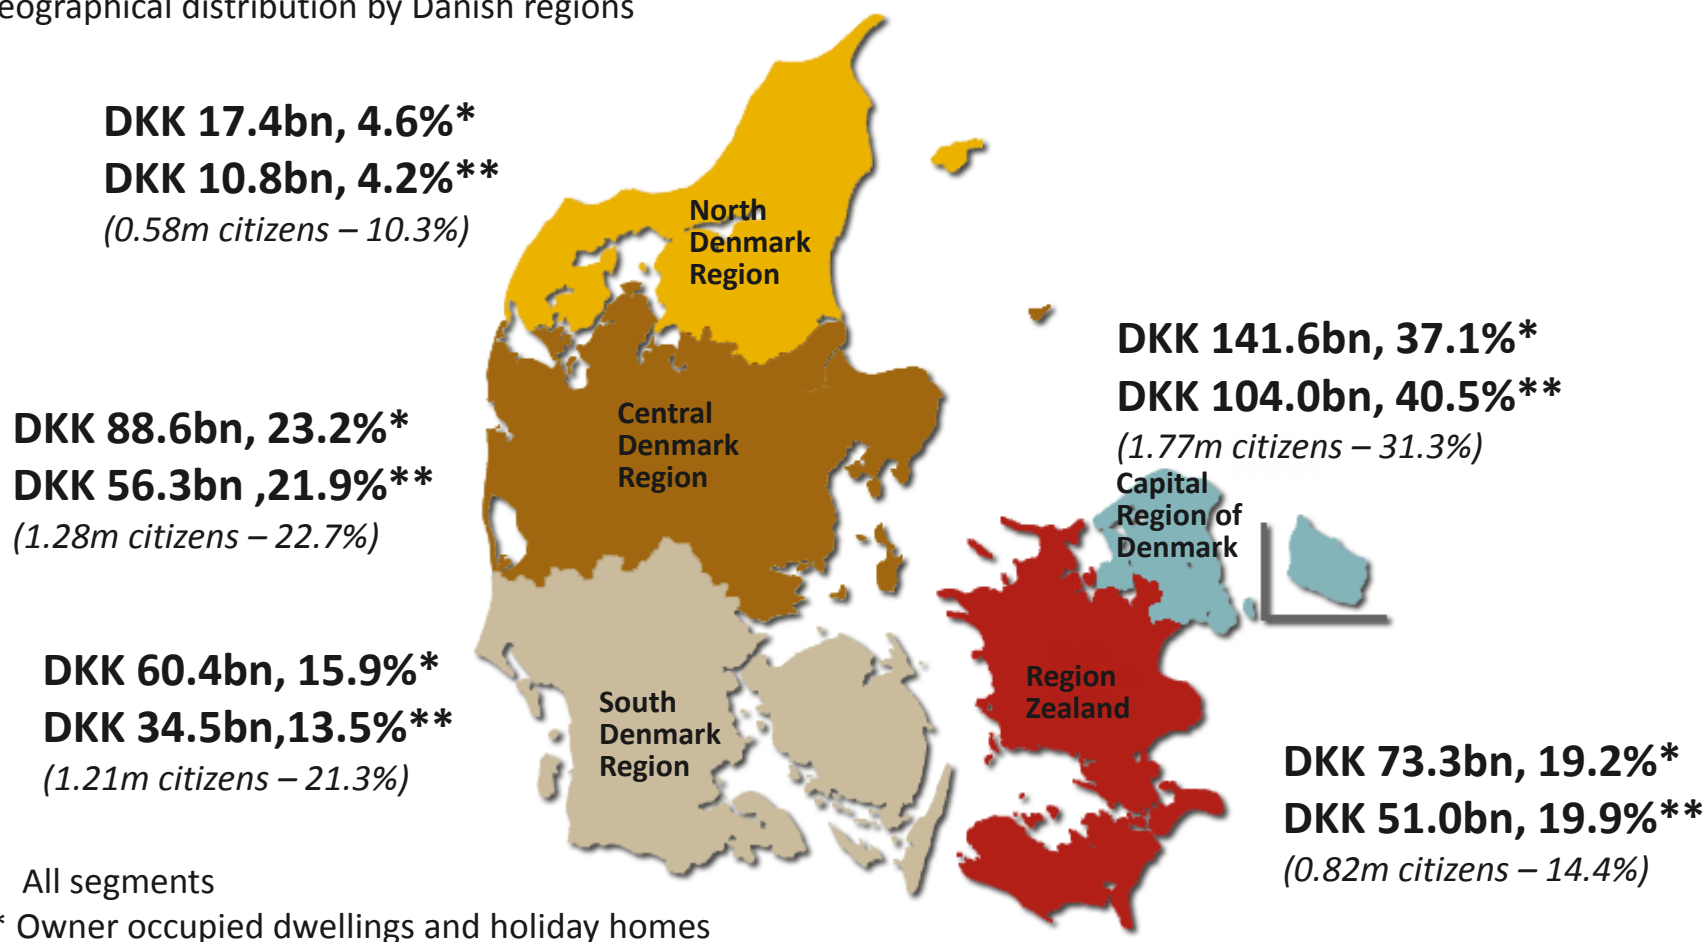 eographical distribution by Danish regions
DKK 17.4bn, 4.6%*
DKK 10.8bn, 4.2%**
(0.58m citizens – 10.3%)
North
Denmark
Region
DKK 141.6bn, 37.1%*
DKK 104.0bn, 40.5%**
(1.77m citizens – 31.3%)
DKK 88.6bn, 23.2%*
DKK 56.3bn ,21.9%**
(1.28m citizens – 22.7%)
Central
Denmark
Region
Capital
Region of
Denmark
DKK 60.4bn, 15.9%*
DKK 34.5bn,13.5%**
(1.21m citizens – 21.3%)
South
Denmark
Region
Region
Zealand
DKK 73.3bn, 19.2%*
DKK 51.0bn, 19.9%**
(0.82m citizens – 14.4%)
All segments
* Owner occupied dwellings and holiday homes